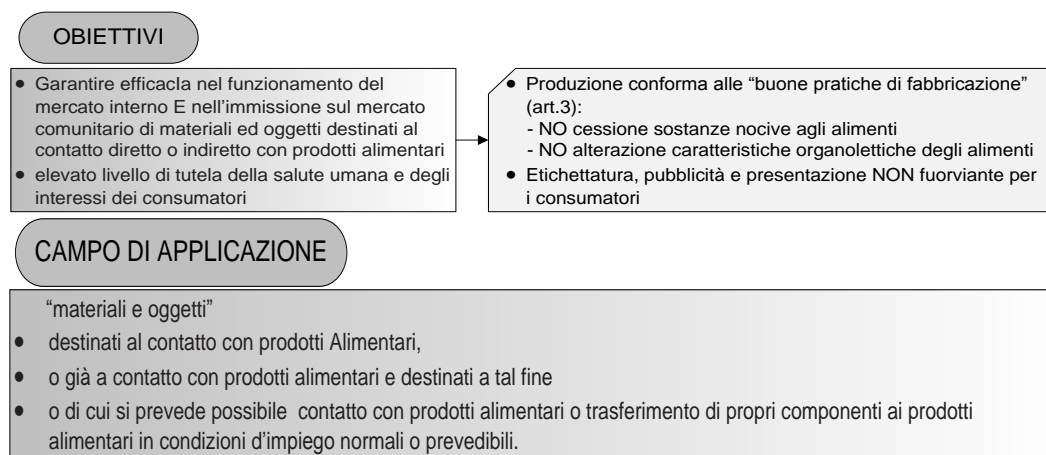 OBIETTIVI
• Garantire efficacIa nel funzionamento del
mercato interno E nell’immissione sul mercato
comunitario di materiali ed oggetti destinati al
contatto diretto o indiretto con prodotti alimentari
• elevato livello di tutela della salute umana e degli
interessi dei consumatori
• Produzione conforma alle “buone pratiche di fabbricazione”
(art.3):
- NO cessione sostanze nocive agli alimenti
- NO alterazione caratteristiche organolettiche degli alimenti
• Etichettatura, pubblicità e presentazione NON fuorviante per
i consumatori
CAMPO DI APPLICAZIONE
“materiali e oggetti”
• destinati al contatto con prodotti Alimentari,
• o già a contatto con prodotti alimentari e destinati a tal fine
• o di cui si prevede possibile contatto con prodotti alimentari o trasferimento di propri componenti ai prodotti
alimentari in condizioni d’impiego normali o prevedibili.